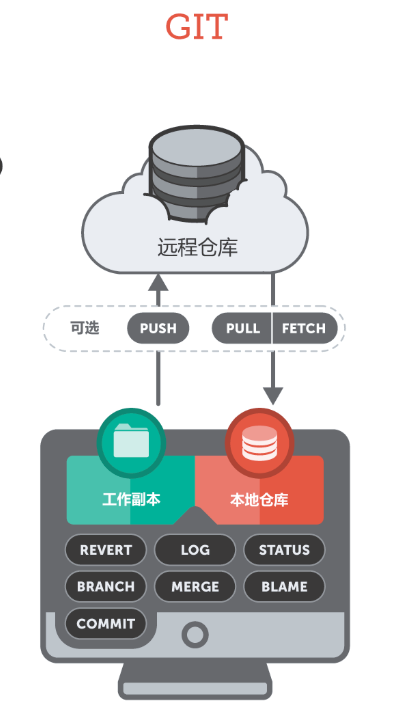 GIT
远程仓库
可选 PUSH PULL FETCH
工作副本 本地仓库
REVERT LOG STATUS
BRANCH MERGE BLAME
COMMIT